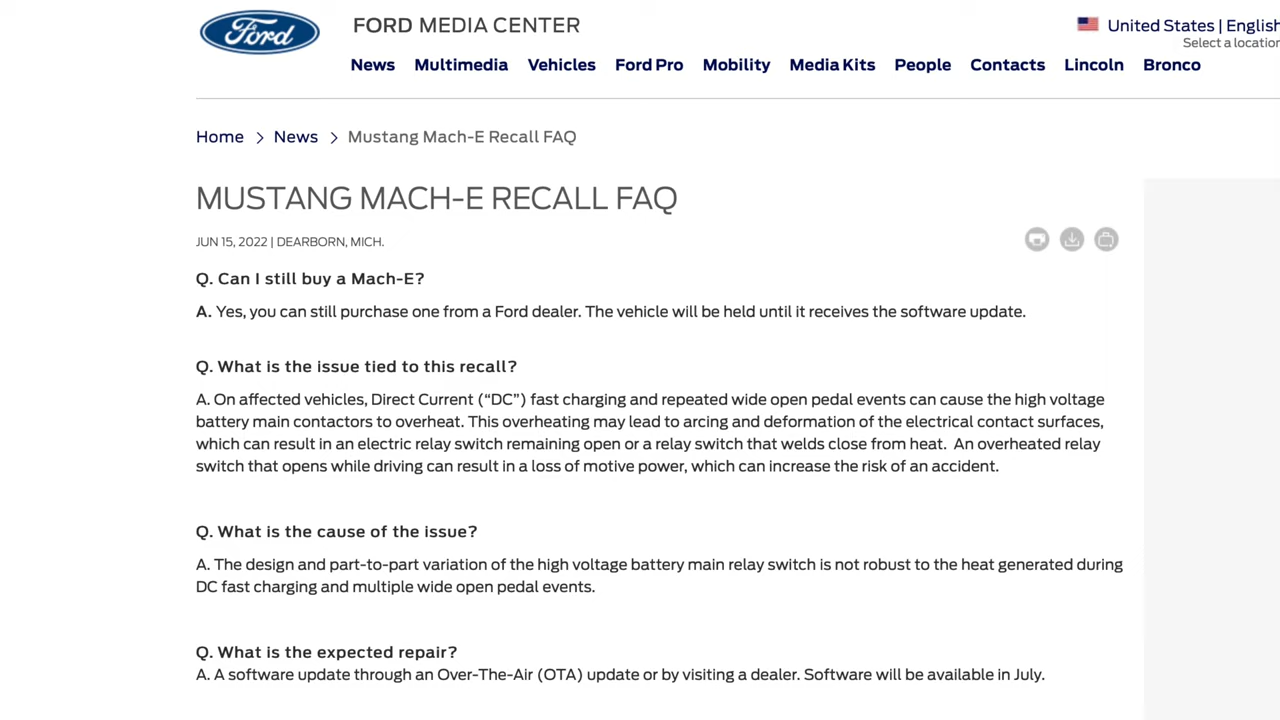 Ford
FORD MEDIA CENTER
United States | English
Select a location
News Multimedia Vehicles Ford Pro Mobility Media Kits People Contacts Lincoln Bronco
Home > News > Mustang Mach-E Recall FAQ
MUSTANG MACH-E RECALL FAQ
JUN 15, 2022 | DEARBORN, MICH.
Q. Can I still buy a Mach-E?
A. Yes, you can still purchase one from a Ford dealer. The vehicle will be held until it receives the software update.
Q. What is the issue tied to this recall?
A. On affected vehicles, Direct Current (“DC”) fast charging and repeated wide open pedal events can cause the high voltage
battery main contactors to overheat. This overheating may lead to arcing and deformation of the electrical contact surfaces,
which can result in an electric relay switch remaining open or a relay switch that welds close from heat. An overheated relay
switch that opens while driving can result in a loss of motive power, which can increase the risk of an accident.
Q. What is the cause of the issue?
A. The design and part-to-part variation of the high voltage battery main relay switch is not robust to the heat generated during
DC fast charging and multiple wide open pedal events.
Q. What is the expected repair?
A. A software update through an Over-The-Air (OTA) update or by visiting a dealer. Software will be available in July.